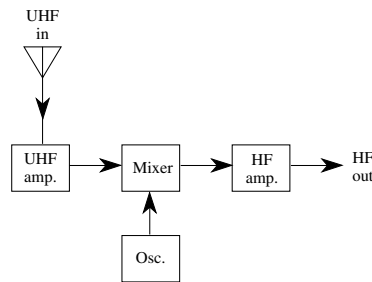 UHF
in
UHF
amp.
Mixer
HF
amp.
HF
out
Osc.